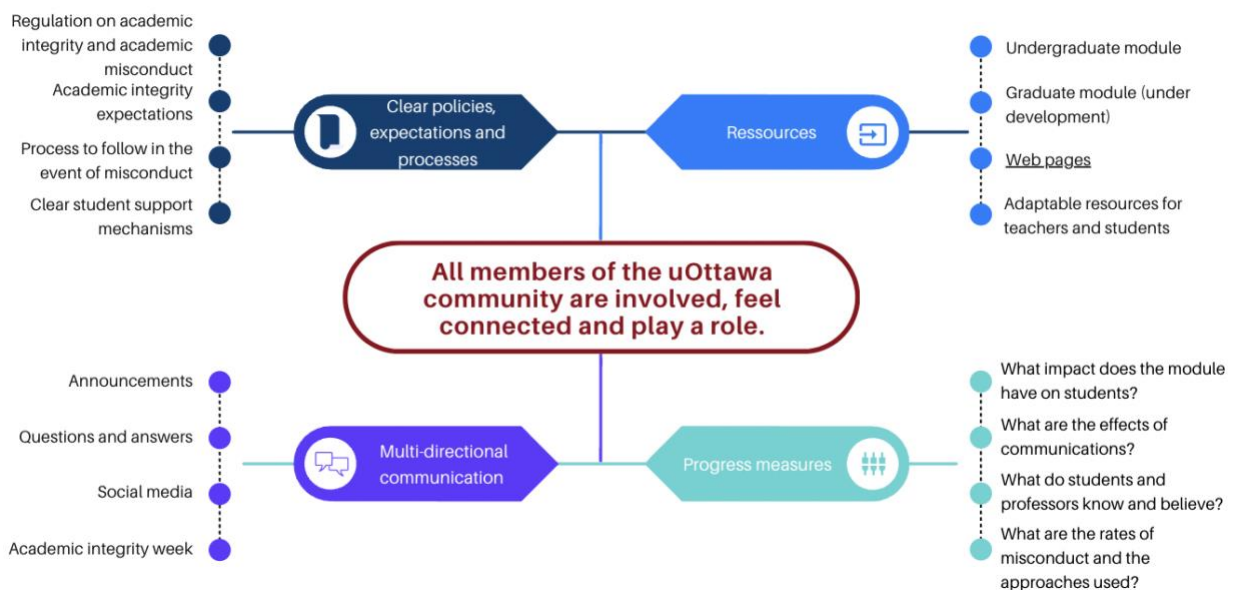 Regulation on academic
integrity and academic
misconduct
Academic integrity
expectations
Process to follow in the
event of misconduct
Clear student support
mechanisms
Clear policies,
expectations and
processes
Ressources
Undergraduate module
Graduate module (under
development)
Web pages
Adaptable resources for
teachers and students
All members of the uOttawa
community are involved, feel
connected and play a role.
Announcements
Questions and answers
Social media
Academic integrity week
Multi-directional
communication
Progress measures
What impact does the module
have on students?
What are the effects of
communications?
What do students and
professors know and believe?
What are the rates of
misconduct and the
approaches used?